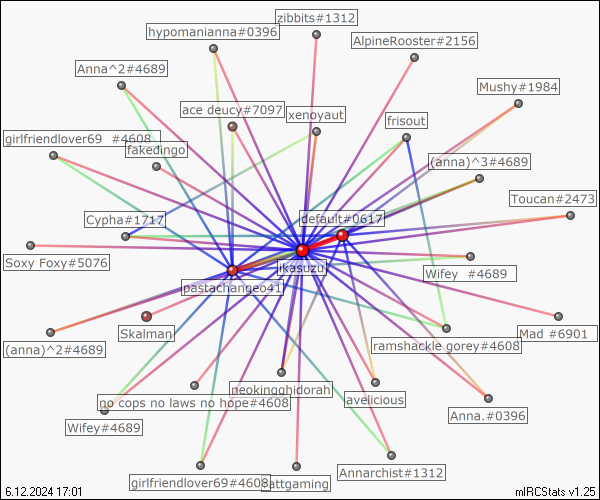 zibbits#1312
hypomanianna#0396
AlpineRooster#2156
Anna^2#4689
Mushy#1984
ace deucy#7097
xenoyaut
frisout
girlfriendlover69 #4608
fakedingo
(anna)^3#4689
Toucan#2473
Cypha#1717
default#0617
Soxy Foxy#5076
ikasuzu
Wifey #4689
pastachangeo41
Skalman
Mad #6901
(anna)^2#4689
ramshackle gorey#4608
neokingghidorah
no cops no laws no hope#4608
avelicious
Anna.#0396
Wifey#4689
Annarchist#1312
girlfriendlover69#4608
attgaming
6.12.2024 17:01
mIRCStats v1.25